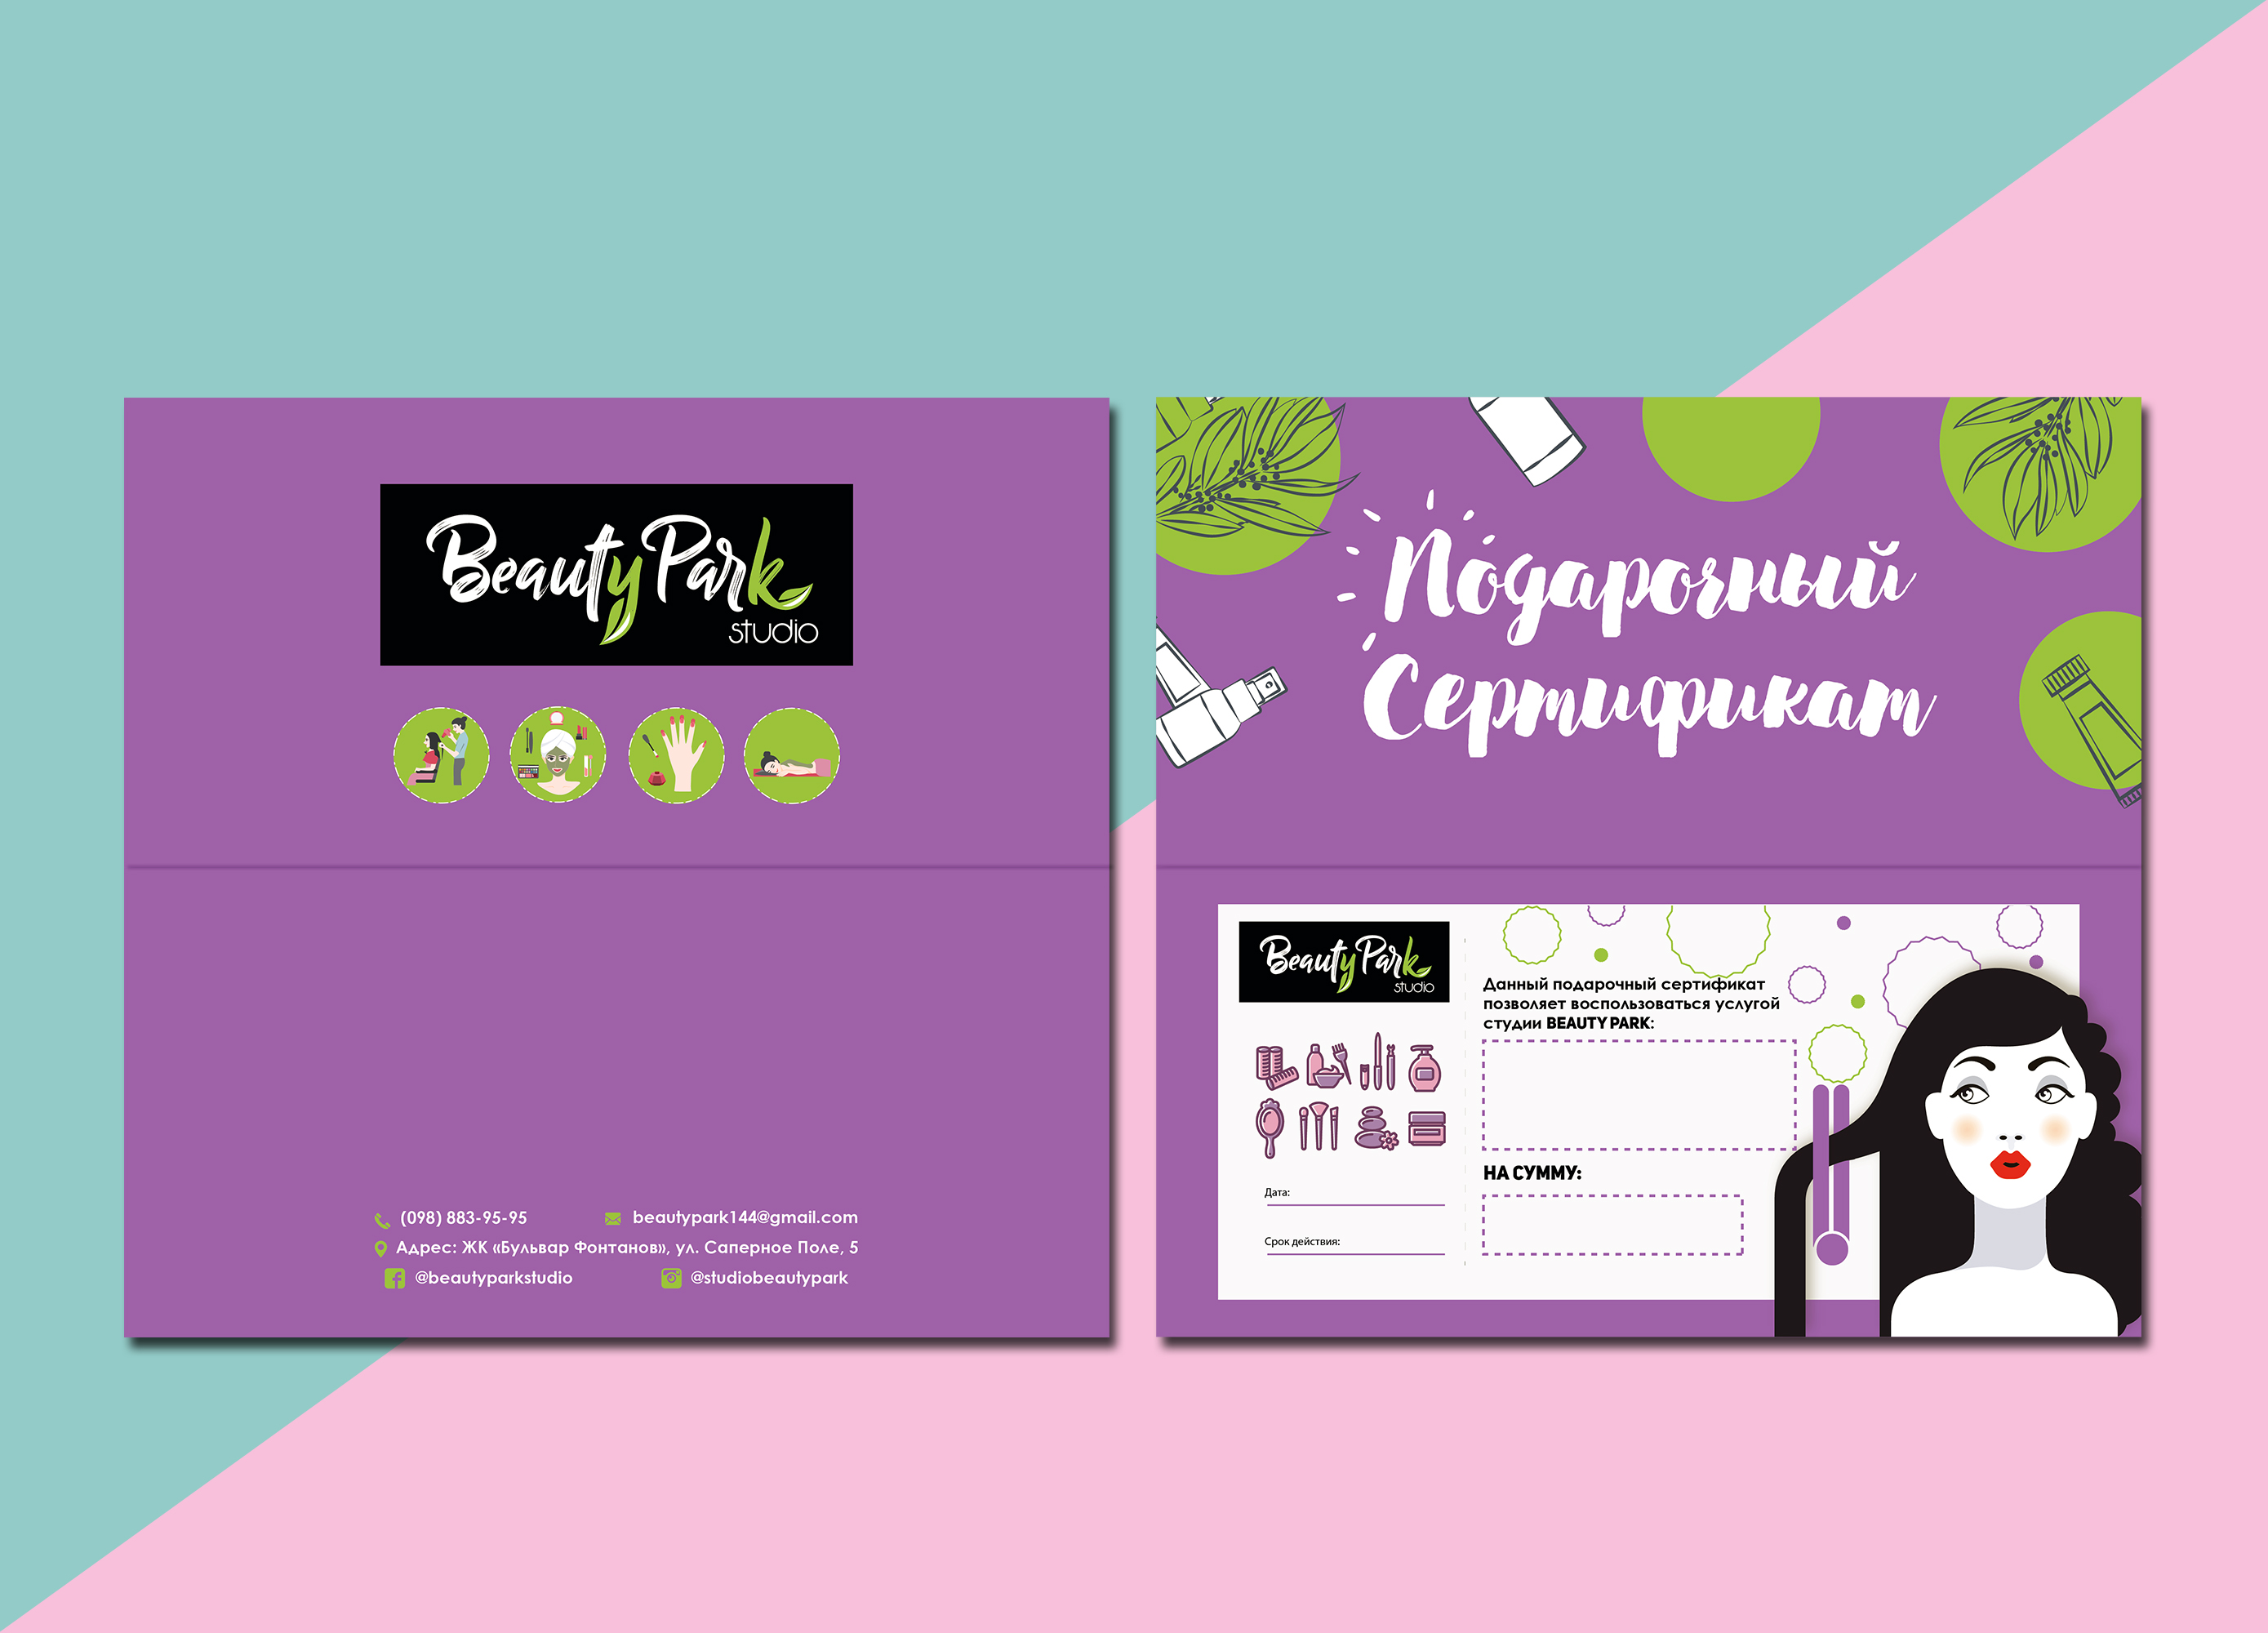 Beauty Park
studio
(098) 883-95-95
beautypark144@gmail.com
Адрес: ЖК «Бульвар Фонтанов», ул. Саперное Поле, 5
@beautyparkstudio
@studiobeautypark
Подарочный
Сертификат
Beauty Park
studio
Дата:
Срок действия:
Данный подарочный сертификат
позволяет воспользоваться услугой
студии BEAUTY PARK:
НА СУММУ: